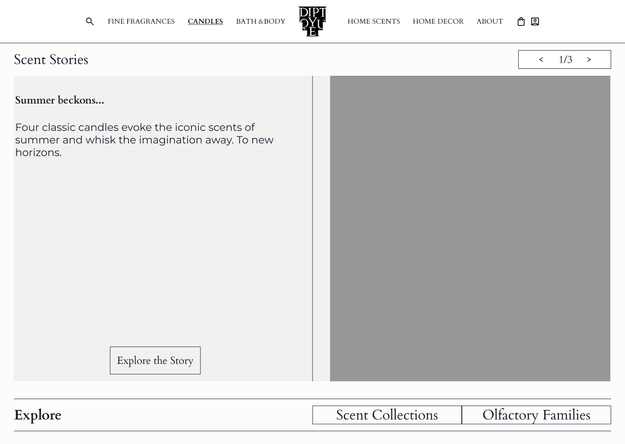 FINE FRAGRANCES CANDLES BATH & BODY DIPTYQUE HOME SCENTS HOME DECOR ABOUT
Scent Stories
< 1/3 >
Summer beckons...
Four classic candles evoke the iconic scents of
summer and whisk the imagination away. To new
horizons.
Explore the Story
Explore
Scent Collections
Olfactory Families